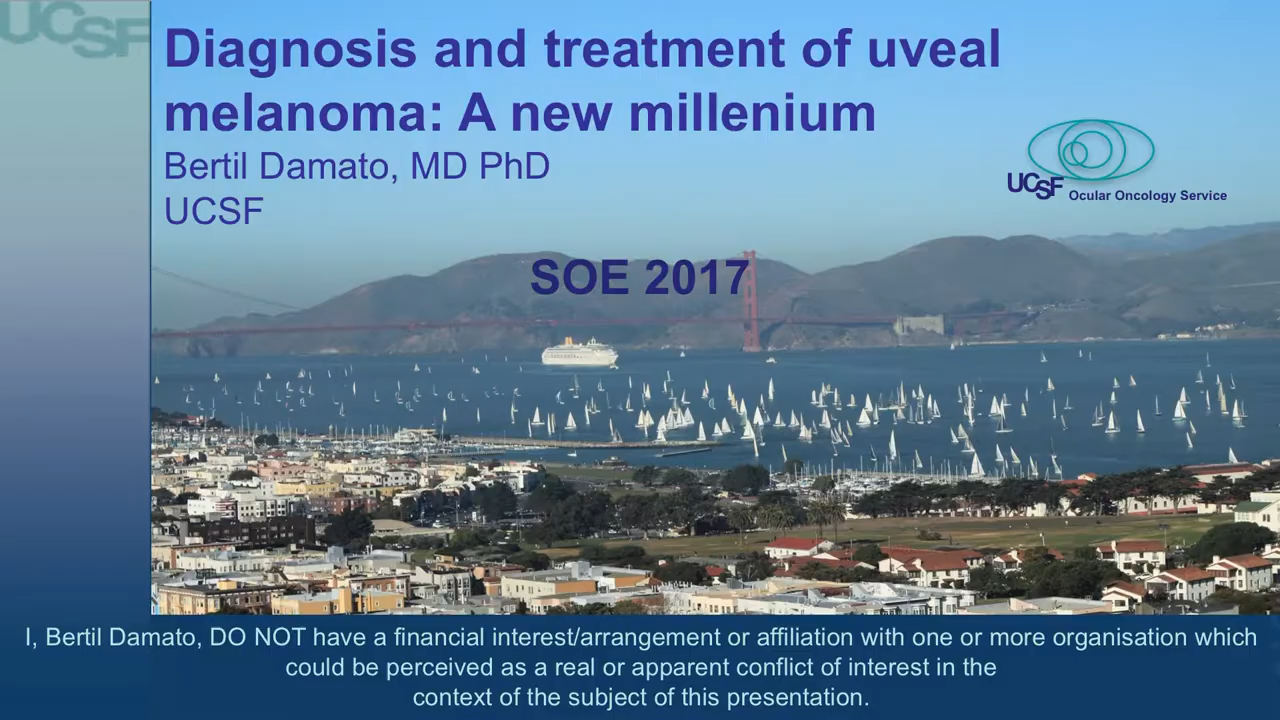 UCSF
Diagnosis and treatment of uveal
melanoma: A new millenium
Bertil Damato, MD PhD
UCSF
UCSF Ocular Oncology Service
SOE 2017
I, Bertil Damato, DO NOT have a financial interest/arrangement or affiliation with one or more organisation which
could be perceived as a real or apparent conflict of interest in the
context of the subject of this presentation.